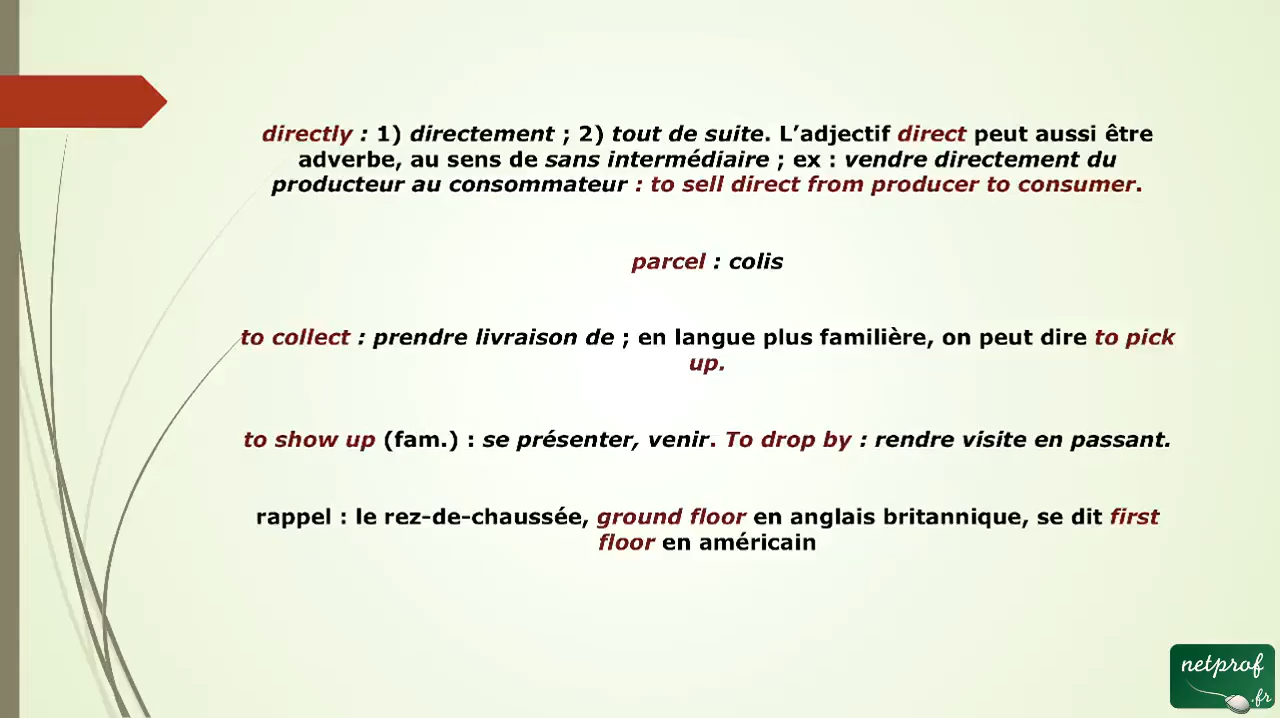 directly : 1) directement ; 2) tout de suite. L’adjectif direct peut aussi être
adverbe, au sens de sans intermédiaire ; ex : vendre directement du
producteur au consommateur : to sell direct from producer to consumer.
parcel : colis
to collect : prendre livraison de ; en langue plus familière, on peut dire to pick
up.
to show up (fam.) : se présenter, venir. To drop by : rendre visite en passant.
rappel : le rez-de-chaussée, ground floor en anglais britannique, se dit first
floor en américain
netprof
.fr